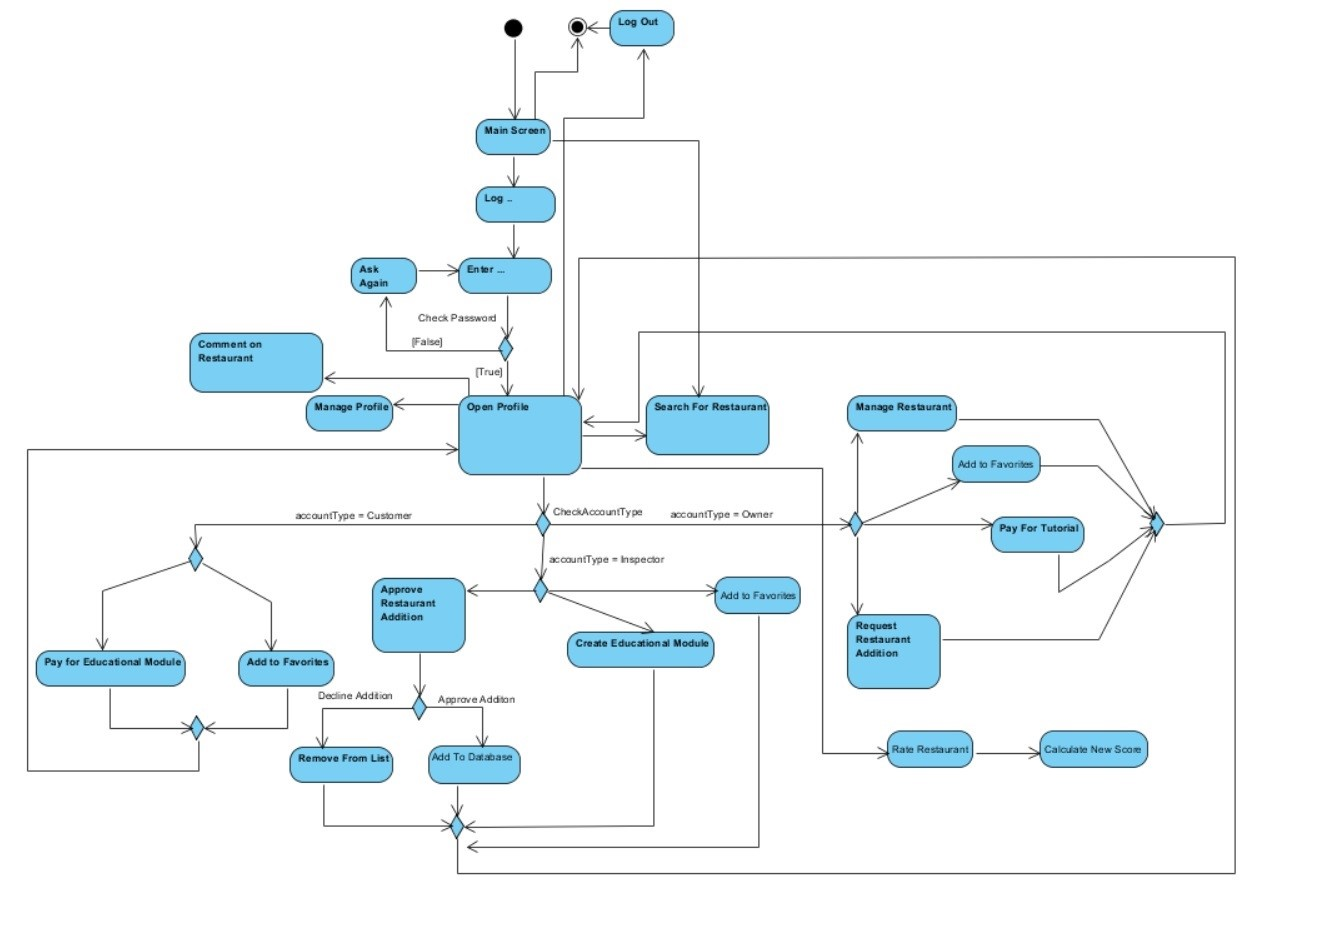 Log Out
Main Screen
Log ..
Ask
Again
Enter ...
Check Password
[False]
[True]
Comment on
Restaurant
Manage Profile
Open Profile
Search For Restaurant
Manage Restaurant
Add to Favorites
Pay For Tutorial
CheckAccountType
accountType = Customer
accountType = Owner
accountType = Inspector
Approve
Restaurant
Addition
Add to Favorites
Create Educational Module
Request
Restaurant
Addition
Pay for Educational Module
Add to Favorites
Decline Addition
Approve Additon
Remove From List
Add To Database
Rate Restaurant
Calculate New Score